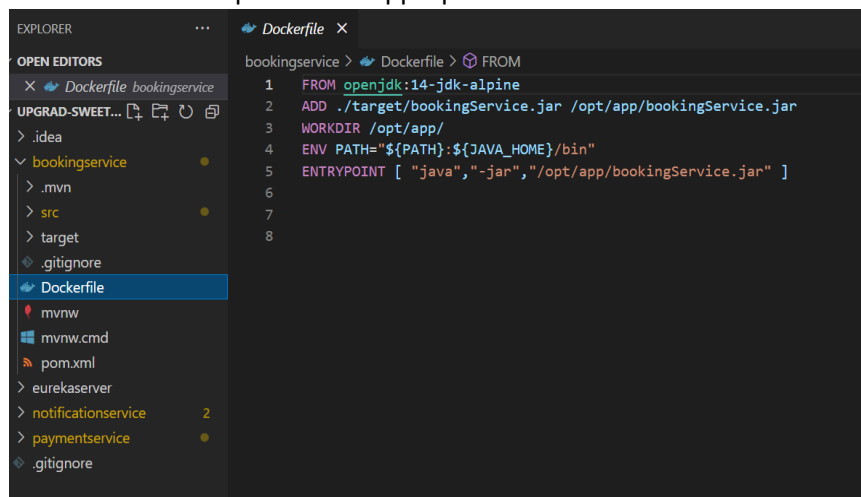 EXPLORER ···
OPEN EDITORS
Dockerfile bookingservice
UPGRAD-SWEET...
.idea
bookingservice
.mvn
src
target
.gitignore
Dockerfile
mvnw
mvnw.cmd
pom.xml
eurekaserver
notificationservice 2
paymentservice
.gitignore
Dockerfile
bookingservice > Dockerfile > FROM
1 FROM openjdk:14-jdk-alpine
2 ADD ./target/bookingService.jar /opt/app/bookingService.jar
3 WORKDIR /opt/app/
4 ENV PATH="${PATH}:${JAVA_HOME}/bin"
5 ENTRYPOINT [ "java","-jar","/opt/app/bookingService.jar" ]
6
7
8